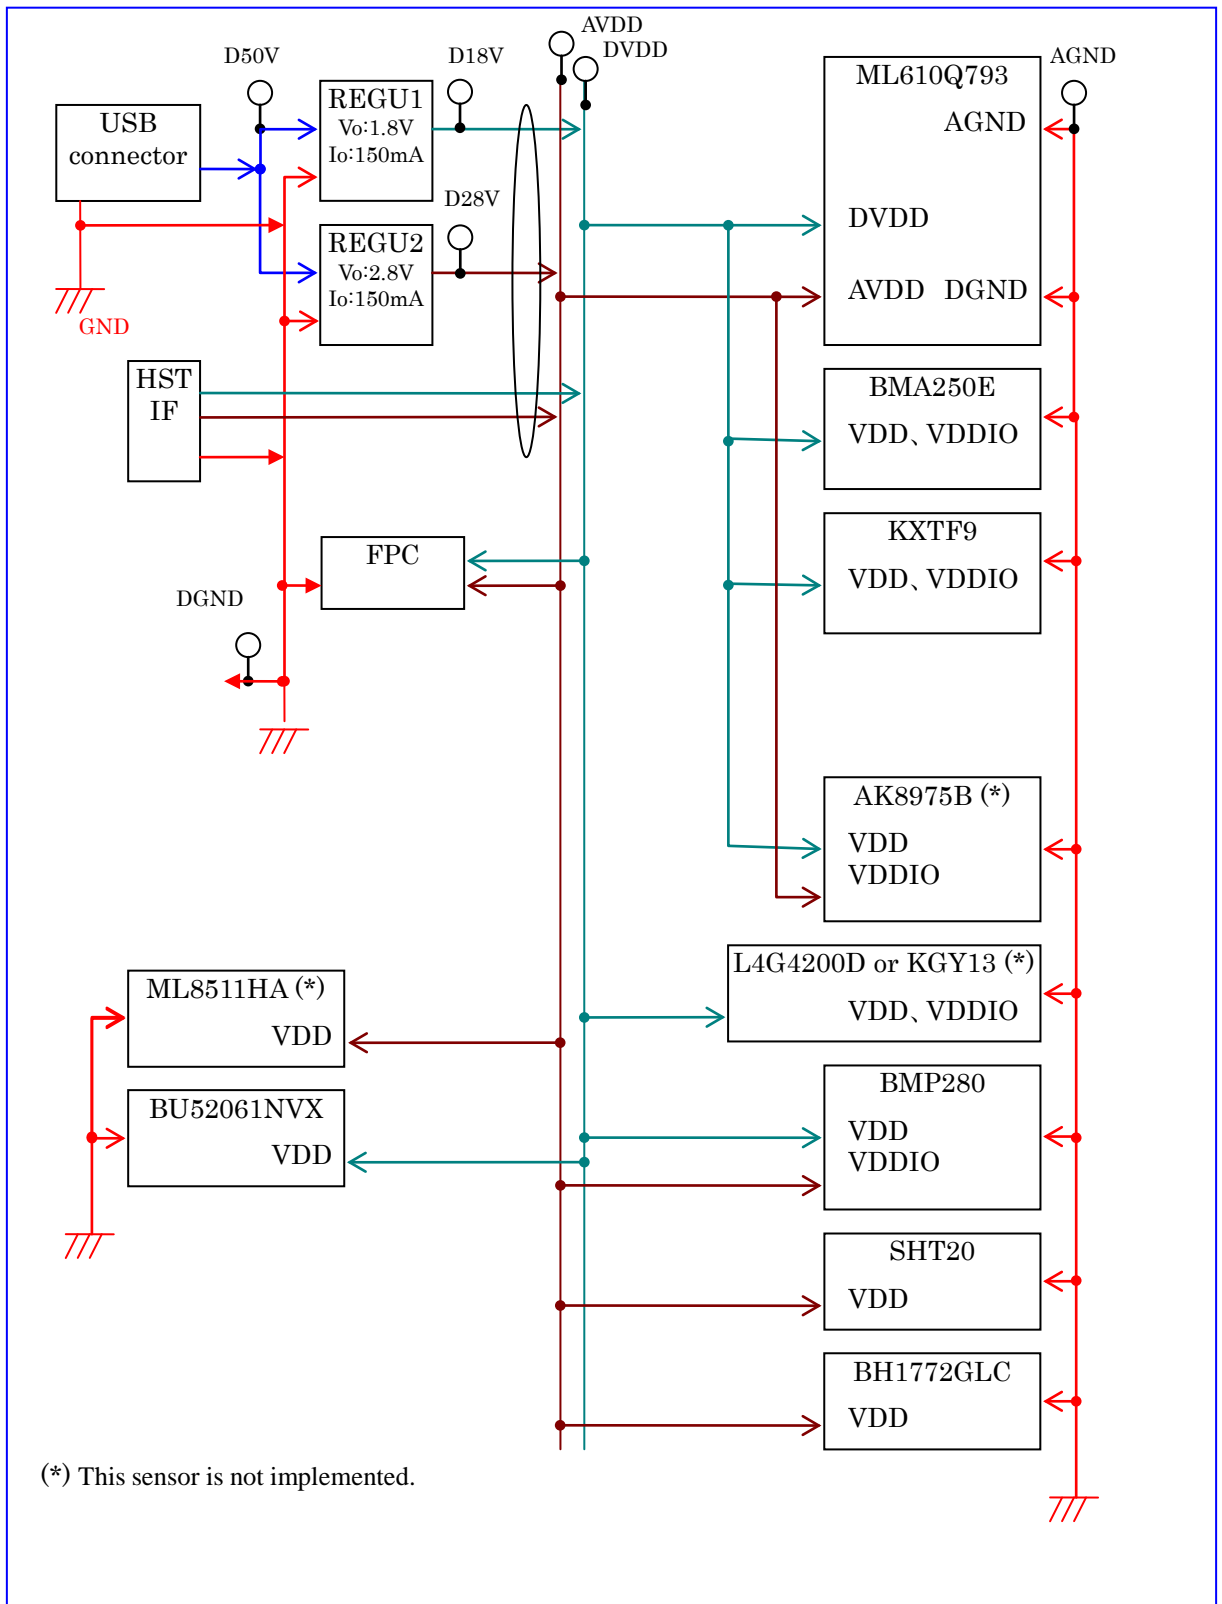 AVDD
DVDD
D50V
D18V
AGND
USB
connector
REGU1
Vo:1.8V
Io:150mA
ML610Q793
AGND
DVDD
AVDD DGND
D28V
REGU2
Vo:2.8V
Io:150mA
GND
HST
IF
BMA250E
VDD、VDDIO
FPC
KXTF9
VDD、VDDIO
DGND
AK8975B (*)
VDD
VDDIO
L4G4200D or KGY13 (*)
VDD、VDDIO
ML8511HA (*)
VDD
BU52061NVX
VDD
BMP280
VDD
VDDIO
SHT20
VDD
BH1772GLC
VDD
(*) This sensor is not implemented.